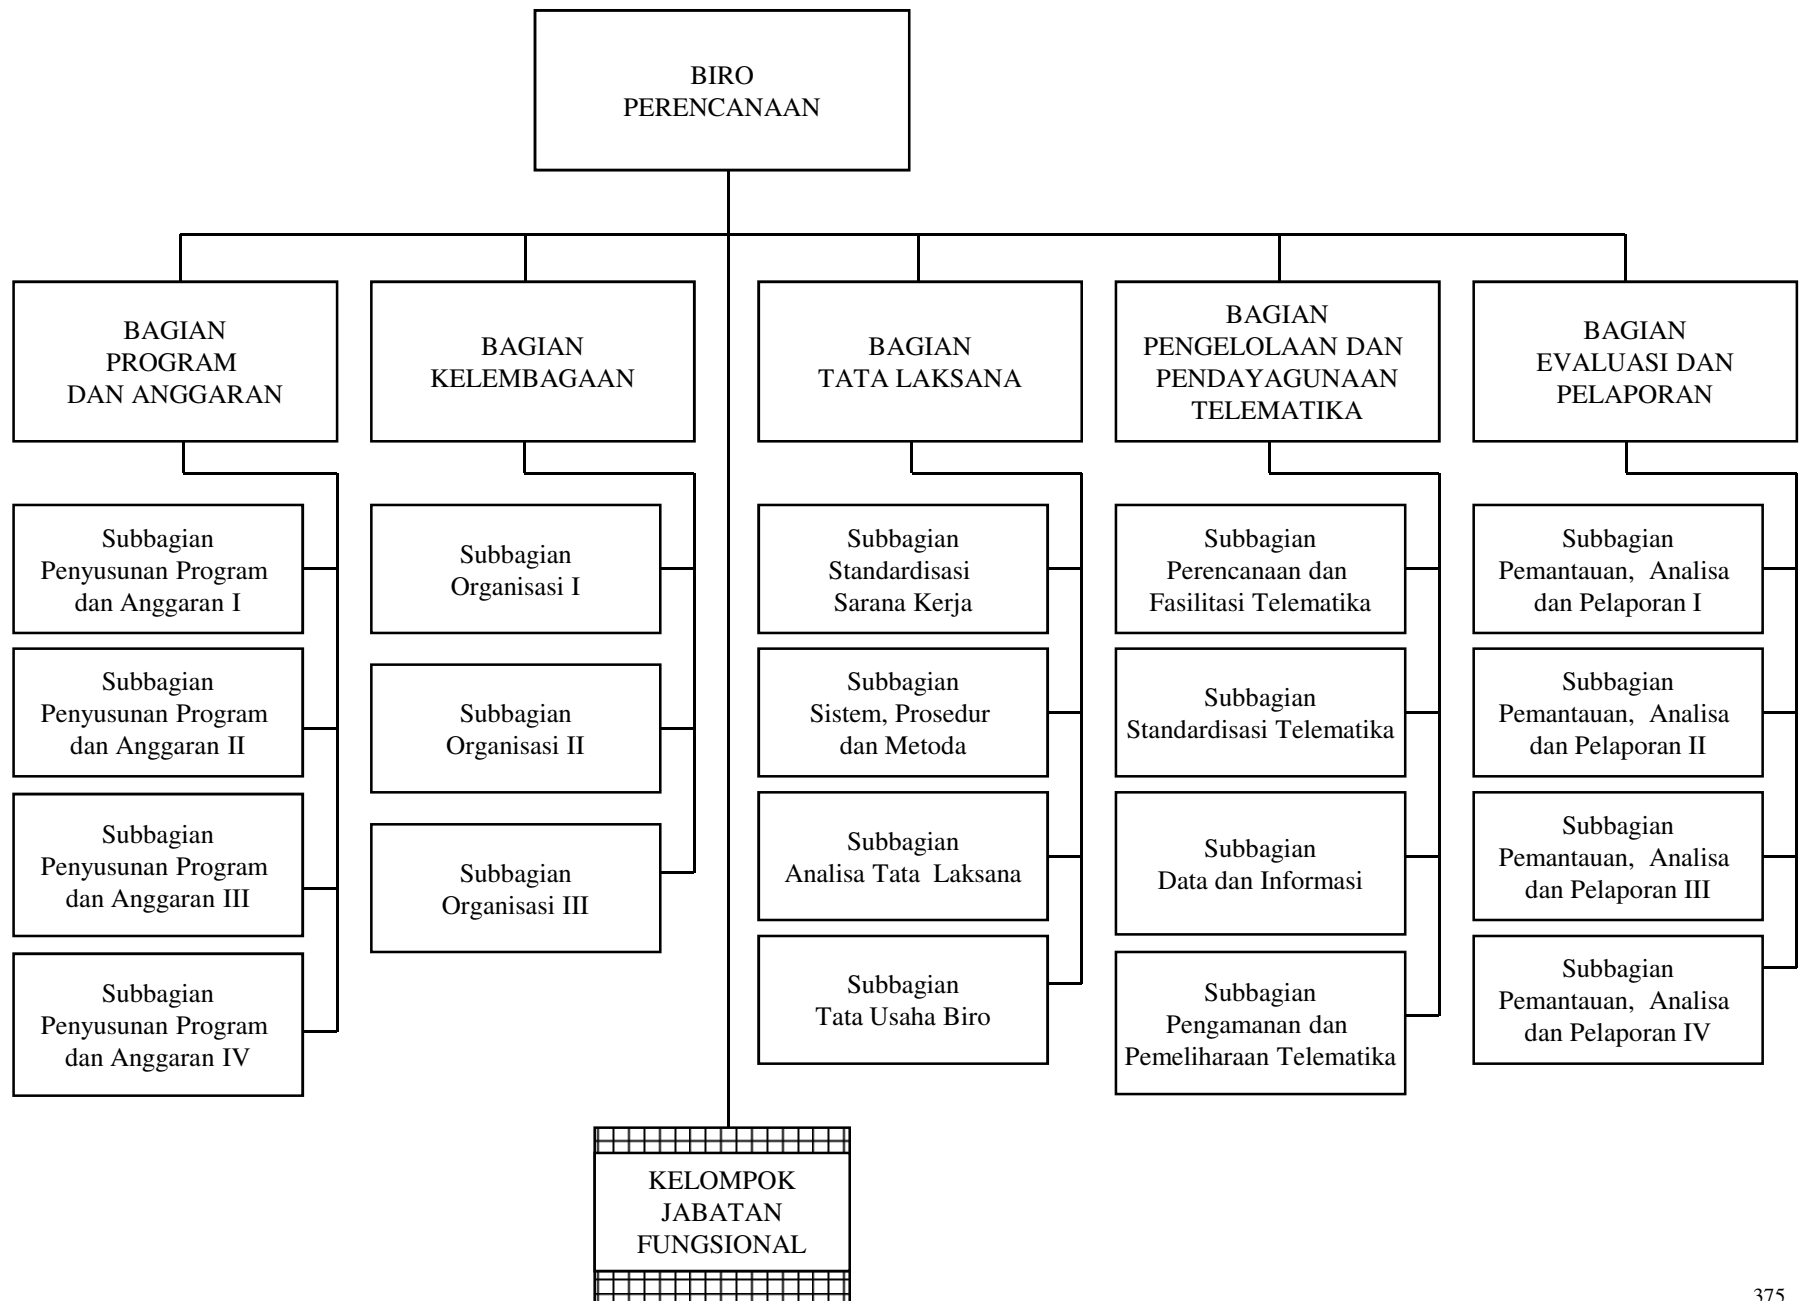 BIRO
PERENCANAAN
BAGIAN
PROGRAM
DAN ANGGARAN
BAGIAN
KELEMBAGAAN
BAGIAN
TATA LAKSANA
BAGIAN
PENGELOLAAN DAN
PENDAYAGUNAAN
TELEMATIKA
BAGIAN
EVALUASI DAN
PELAPORAN
Subbagian
Penyusunan Program
dan Anggaran I
Subbagian
Penyusunan Program
dan Anggaran II
Subbagian
Penyusunan Program
dan Anggaran III
Subbagian
Penyusunan Program
dan Anggaran IV
Subbagian
Organisasi I
Subbagian
Organisasi II
Subbagian
Organisasi III
Subbagian
Standardisasi
Sarana Kerja
Subbagian
Sistem, Prosedur
dan Metoda
Subbagian
Analisa Tata  Laksana
Subbagian
Tata Usaha Biro
Subbagian
Perencanaan dan
Fasilitasi Telematika
Subbagian
Standardisasi Telematika
Subbagian
Data dan Informasi
Subbagian
Pengamanan dan
Pemeliharaan Telematika
Subbagian
Pemantauan,  Analisa
dan Pelaporan I
Subbagian
Pemantauan,  Analisa
dan Pelaporan II
Subbagian
Pemantauan,  Analisa
dan Pelaporan III
Subbagian
Pemantauan,  Analisa
dan Pelaporan IV
KELOMPOK
JABATAN
FUNGSIONAL
375